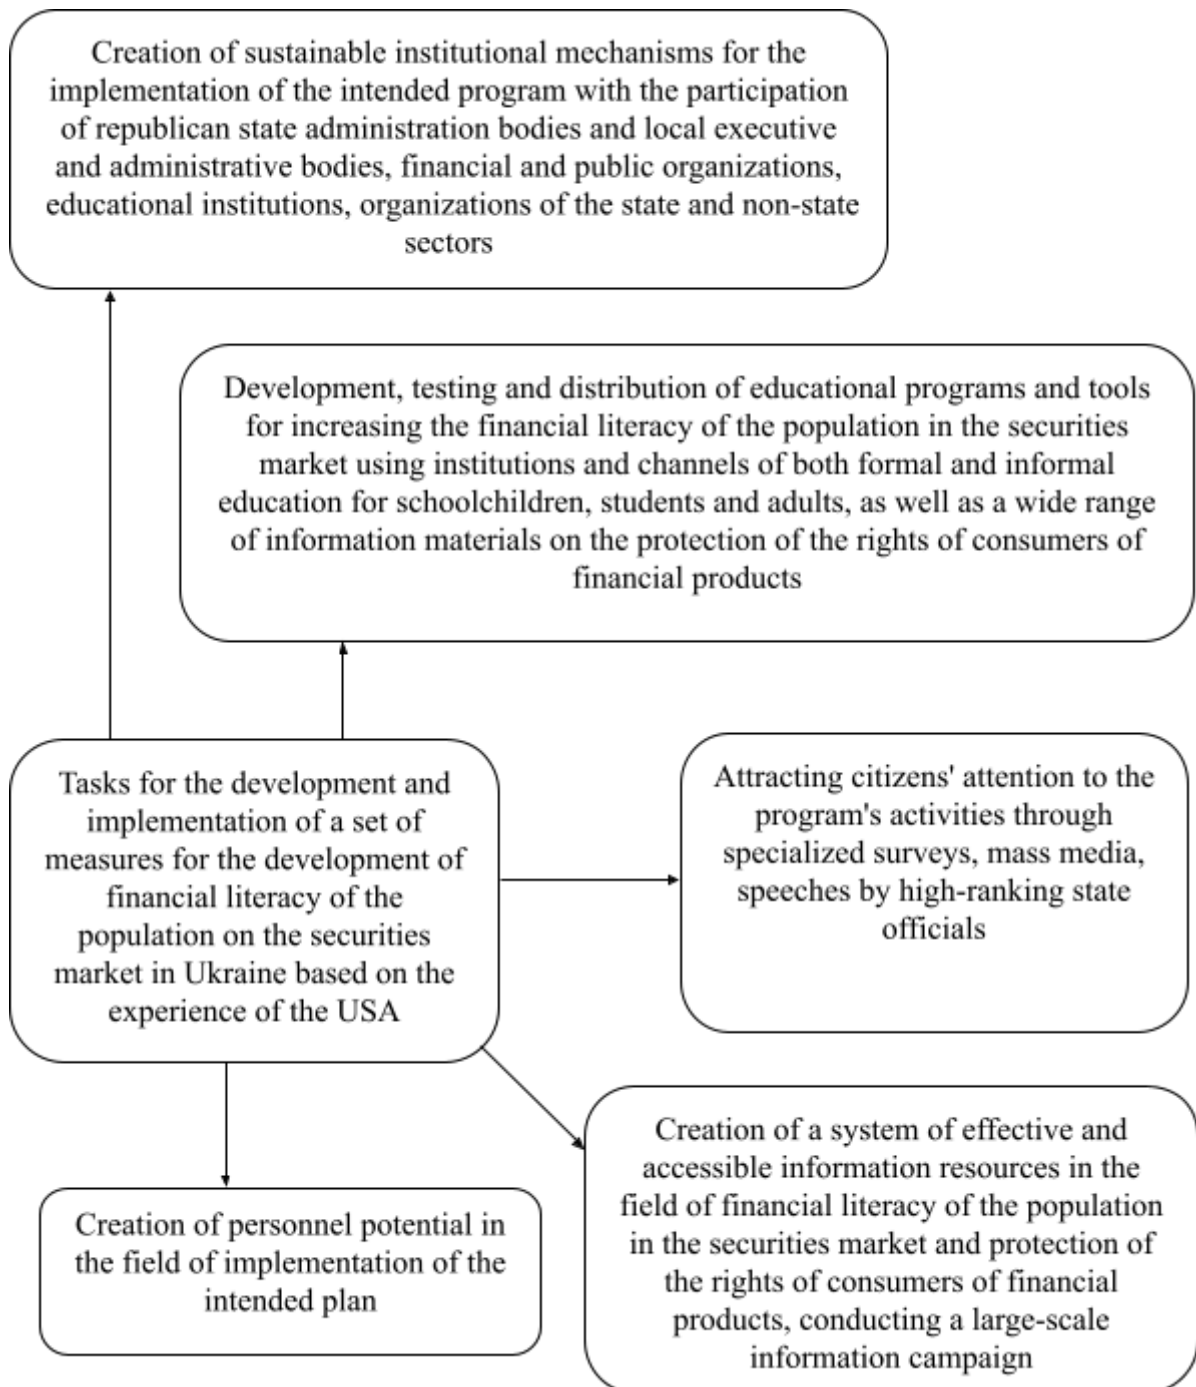 Creation of sustainable institutional mechanisms for the
implementation of the intended program with the participation
of republican state administration bodies and local executive
and administrative bodies, financial and public organizations,
educational institutions, organizations of the state and non-state
sectors
Development, testing and distribution of educational programs and tools
for increasing the financial literacy of the population in the securities
market using institutions and channels of both formal and informal
education for schoolchildren, students and adults, as well as a wide range
of information materials on the protection of the rights of consumers of
financial products
Tasks for the development and
implementation of a set of
measures for the development of
financial literacy of the
population on the securities
market in Ukraine based on the
experience of the USA
Attracting citizens' attention to the
program's activities through
specialized surveys, mass media,
speeches by high-ranking state
officials
Creation of personnel potential in
the field of implementation of the
intended plan
Creation of a system of effective and
accessible information resources in the
field of financial literacy of the population
in the securities market and protection of
the rights of consumers of financial
products, conducting a large-scale
information campaign